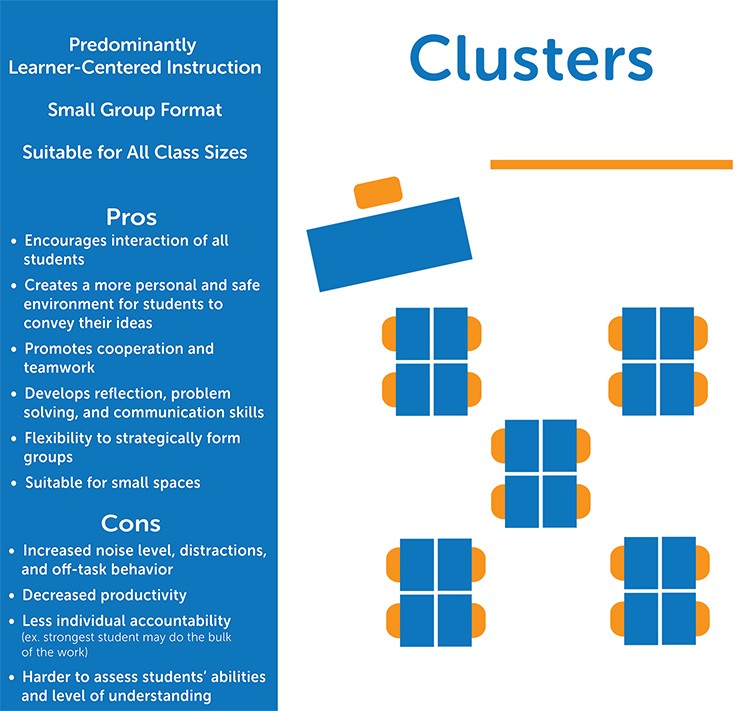 Predominantly
Learner-Centered Instruction
Small Group Format
Suitable for All Class Sizes
Pros
• Encourages interaction of all
students
• Creates a more personal and safe
environment for students to
convey their ideas
• Promotes cooperation and
teamwork
• Develops reflection, problem
solving, and communication skills
• Flexibility to strategically form
groups
• Suitable for small spaces
Cons
• Increased noise level, distractions,
and off-task behavior
• Decreased productivity
• Less individual accountability
(ex. strongest student may do the bulk
of the work)
• Harder to assess students’ abilities
and level of understanding
Clusters